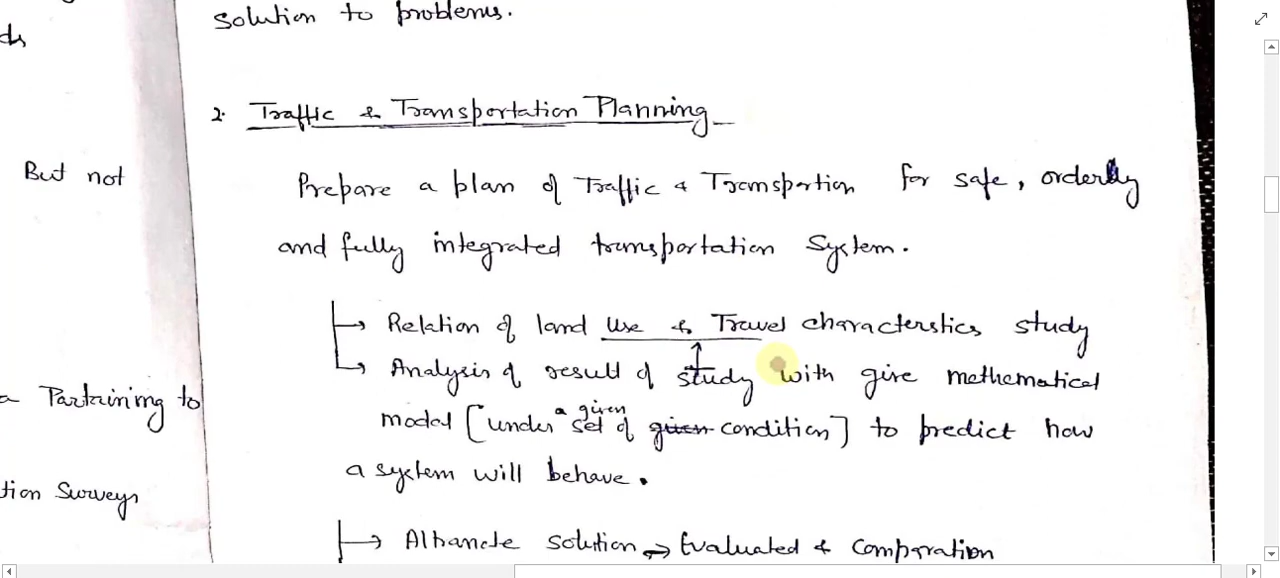 solution to problems.
ds
2. Traffic & Transportation Planning
But not
Prepare a plan of Traffic & Transportion for safe, orderly
and fully integrated transportation System.
→ Relation of land use & Travel characterstics study
→ Analysis of result of study with give methematical
a Partaining to
model [under a given set of given condition] to predict how
a system will behave.
tion Surveys
→ solution → Evaluated & Comparation